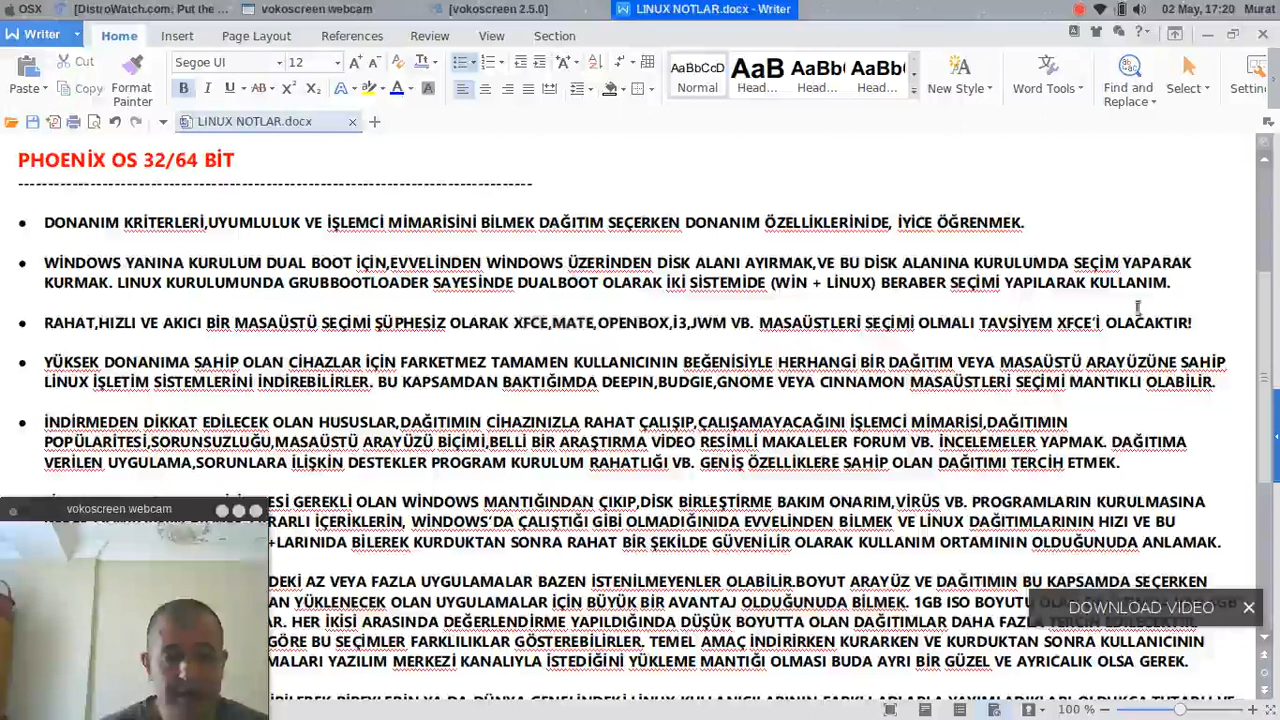 OSX [DistroWatch.com: Put the ... vokoscreen webcam [vokoscreen 2.5.0] LINUX NOTLAR.docx - Writer 02 May, 17:20 Murat
Writer Home Insert Page Layout References Review View Section
Paste Cut Copy Format Painter Segoe UI 12 AaBbCcD Normal AaB Head... AaBb( Head... AaBb( Head... New Style Word Tools Find and Replace Select Settin
LINUX NOTLAR.docx
PHOENİX OS 32/64 BİT
--------------------------------------------------------------------------------------
• DONANIM KRİTERLERİ,UYUMLULUK VE İŞLEMCİ MİMARİSİNİ BİLMEK DAĞITIM SEÇERKEN DONANIM ÖZELLİKLERİNİDE, İYİCE ÖĞRENMEK.
• WİNDOWS YANINA KURULUM DUAL BOOT İÇİN,EVVELİNDEN WİNDOWS ÜZERİNDEN DİSK ALANI AYIRMAK,VE BU DİSK ALANINA KURULUMDA SEÇİM YAPARAK
KURMAK. LINUX KURULUMUNDA GRUBBOOTLOADER SAYESİNDE DUALBOOT OLARAK İKİ SİSTEMİDE (WİN + LİNUX) BERABER SEÇİMİ YAPILARAK KULLANIM.
• RAHAT,HIZLI VE AKICI BİR MASAÜSTÜ SEÇİMİ ŞÜPHESİZ OLARAK XFCE,MATE,OPENBOX,İ3,JWM VB. MASAÜSTLERİ SEÇİMİ OLMALI TAVSİYEM XFCE'İ OLACAKTIR!
• YÜKSEK DONANIMA SAHİP OLAN CİHAZLAR İÇİN FARKETMEZ TAMAMEN KULLANICININ BEĞENİSİYLE HERHANGİ BİR DAĞITIM VEYA MASAÜSTÜ ARAYÜZÜNE SAHİP
LİNUX İŞLETİM SİSTEMLERİNİ İNDİREBİLİRLER. BU KAPSAMDAN BAKTIĞIMDA DEEPIN,BUDGIE,GNOME VEYA CINNAMON MASAÜSTLERİ SEÇİMİ MANTIKLI OLABİLİR.
• İNDİRMEDEN DİKKAT EDİLECEK OLAN HUSUSLAR,DAĞITIMIN CİHAZINIZLA RAHAT ÇALIŞIP,ÇALIŞAMAYACAĞINI İŞLEMCİ MİMARİSİ,DAĞITIMIN
POPÜLARİTESİ,SORUNSUZLUĞU,MASAÜSTÜ ARAYÜZÜ BİÇİMİ,BELLİ BİR ARAŞTIRMA VİDEO RESİMLİ MAKALELER FORUM VB. İNCELEMELER YAPMAK. DAĞITIMA
VERİLEN UYGULAMA,SORUNLARA İLİŞKİN DESTEKLER PROGRAM KURULUM RAHATLIĞI VB. GENİŞ ÖZELLİKLERE SAHİP OLAN DAĞITIMI TERCİH ETMEK.
GEREKLİ OLAN WINDOWS MANTIĞINDAN ÇIKIP,DİSK BİRLEŞTİRME BAKIM ONARIM,VİRÜS VB. PROGRAMLARIN KURULMASINA
vokoscreen webcam
İÇERİKLERİN, WİNDOWS'DA ÇALIŞTIĞI GİBİ OLMADIĞINIDA EVVELİNDEN BİLMEK VE LİNUX DAĞITIMLARININ HIZI VE BU
+LARINIDA BİLEREK KURDUKTAN SONRA RAHAT BİR ŞEKİLDE GÜVENİLİR OLARAK KULLANIM ORTAMININ OLDUĞUNUDA ANLAMAK.
DEKİ AZ VEYA FAZLA UYGULAMALAR BAZEN İSTENİLMEYENLER OLABİLİR.BOYUT ARAYÜZ VE DAĞITIMIN BU KAPSAMDA SEÇERKEN
AN YÜKLENECEK OLAN UYGULAMALAR İÇİN BÜYÜK BİR AVANTAJ OLDUĞUNUDA BİLMEK. 1GB ISO BOYUTU
DOWNLOAD VIDEO
AR. HER İKİSİ ARASINDA DEĞERLENDİRME YAPILDIĞINDA DÜŞÜK BOYUTTA OLAN DAĞITIMLAR DAHA FAZLA TERCİH EDİLECEKTİR.
GÖRE BU SEÇİMLER FARKLILIKLAR GÖSTEREBİLİRLER, TEMEL AMAÇ İNDİRİRKEN KURARKEN VE KURDUKTAN SONRA KULLANICININ
MALARI YAZILIM MERKEZİ KANALIYLA İSTEDİĞİNİ YÜKLEME MANTIĞI OLMASI BUDA AYRI BİR GÜZEL VE AYRICALIK OLSA GEREK.
100 %